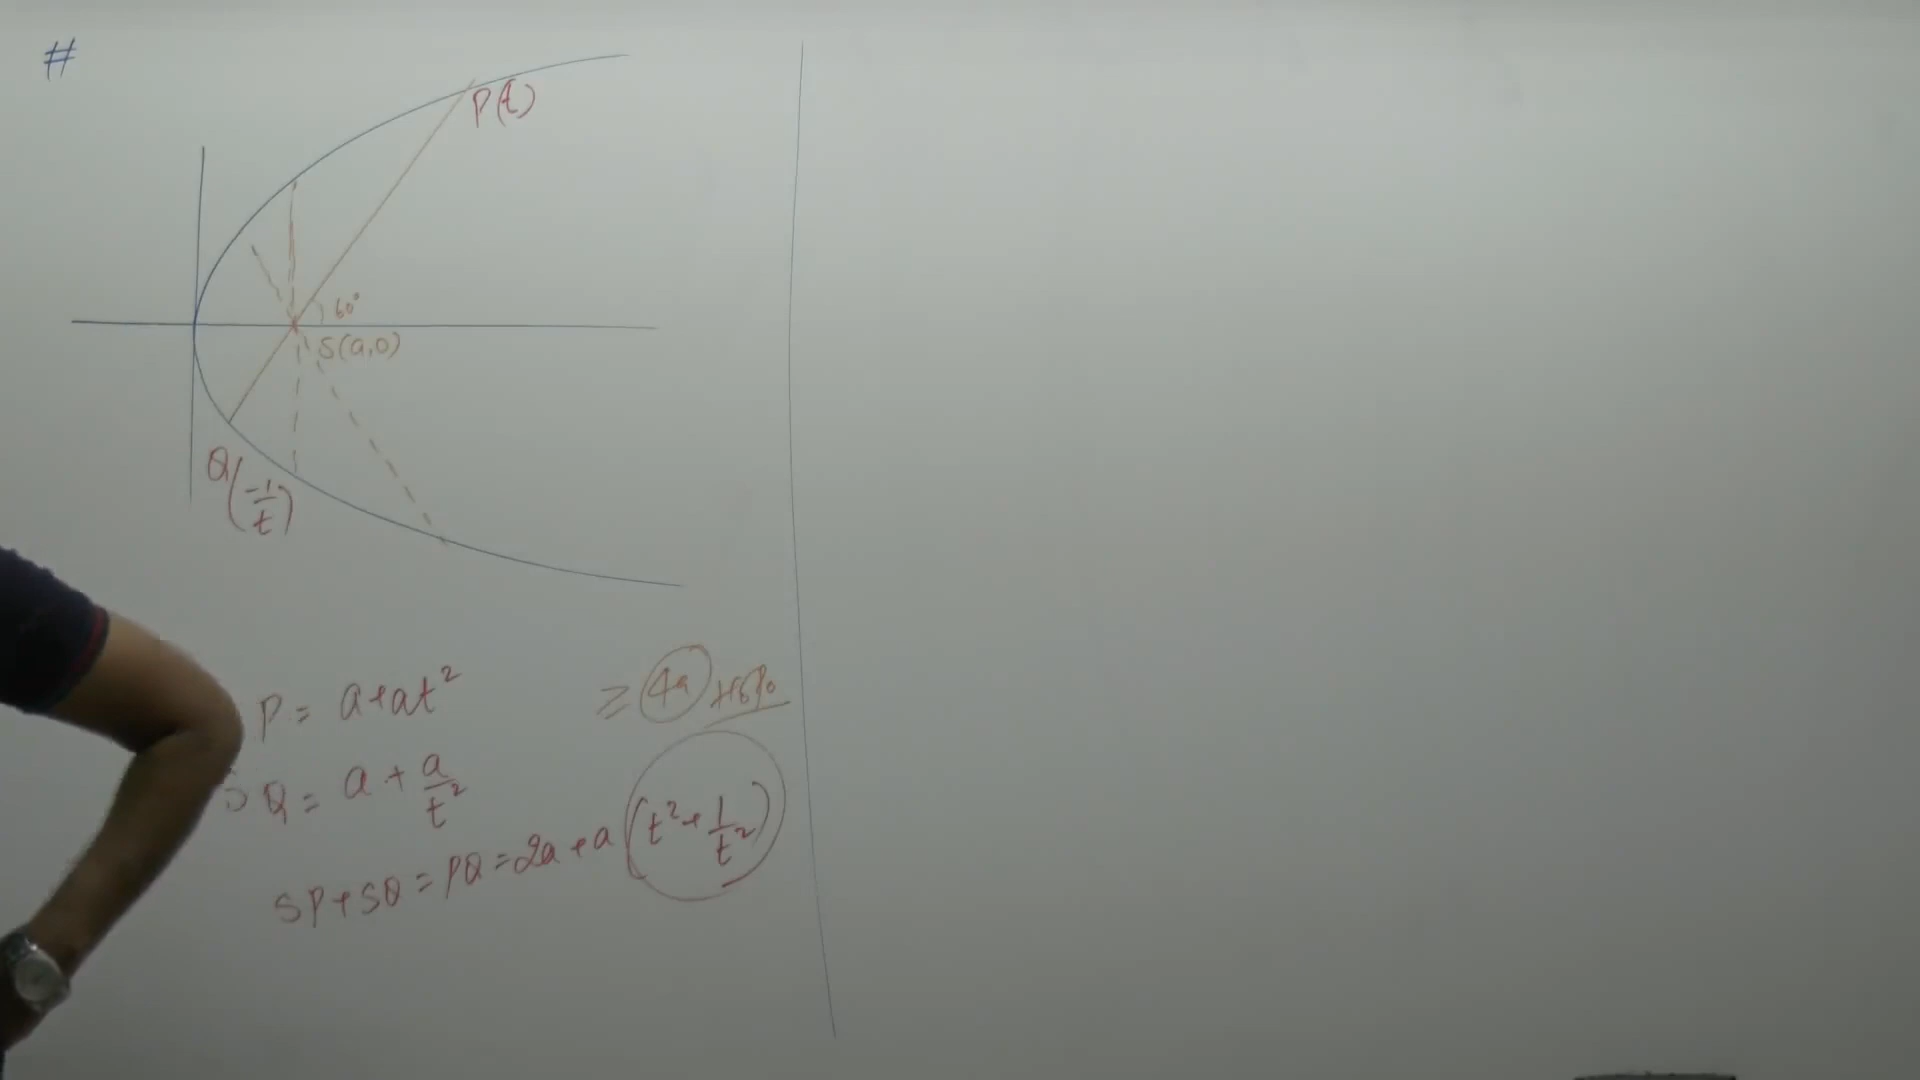 #
P(t)
60°
S(a,0)
Q(-1/t)
P = a+at²
≥ 4a
Q = a + a/t²
SP+SQ = PQ = 2a + a(t² + 1/t²)